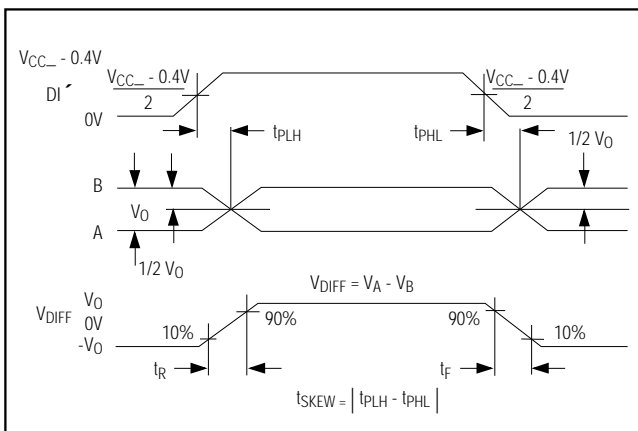 VCC_ - 0.4V
DI´
0V
VCC_ - 0.4V
2
VCC_ - 0.4V
2
tPLH
tPHL
1/2 VO
B
VO
A
1/2 VO
VDIFF = VA - VB
VO
VDIFF
0V
-VO
10%
90%
90%
10%
tR
tF
tSKEW = | tPLH - tPHL |